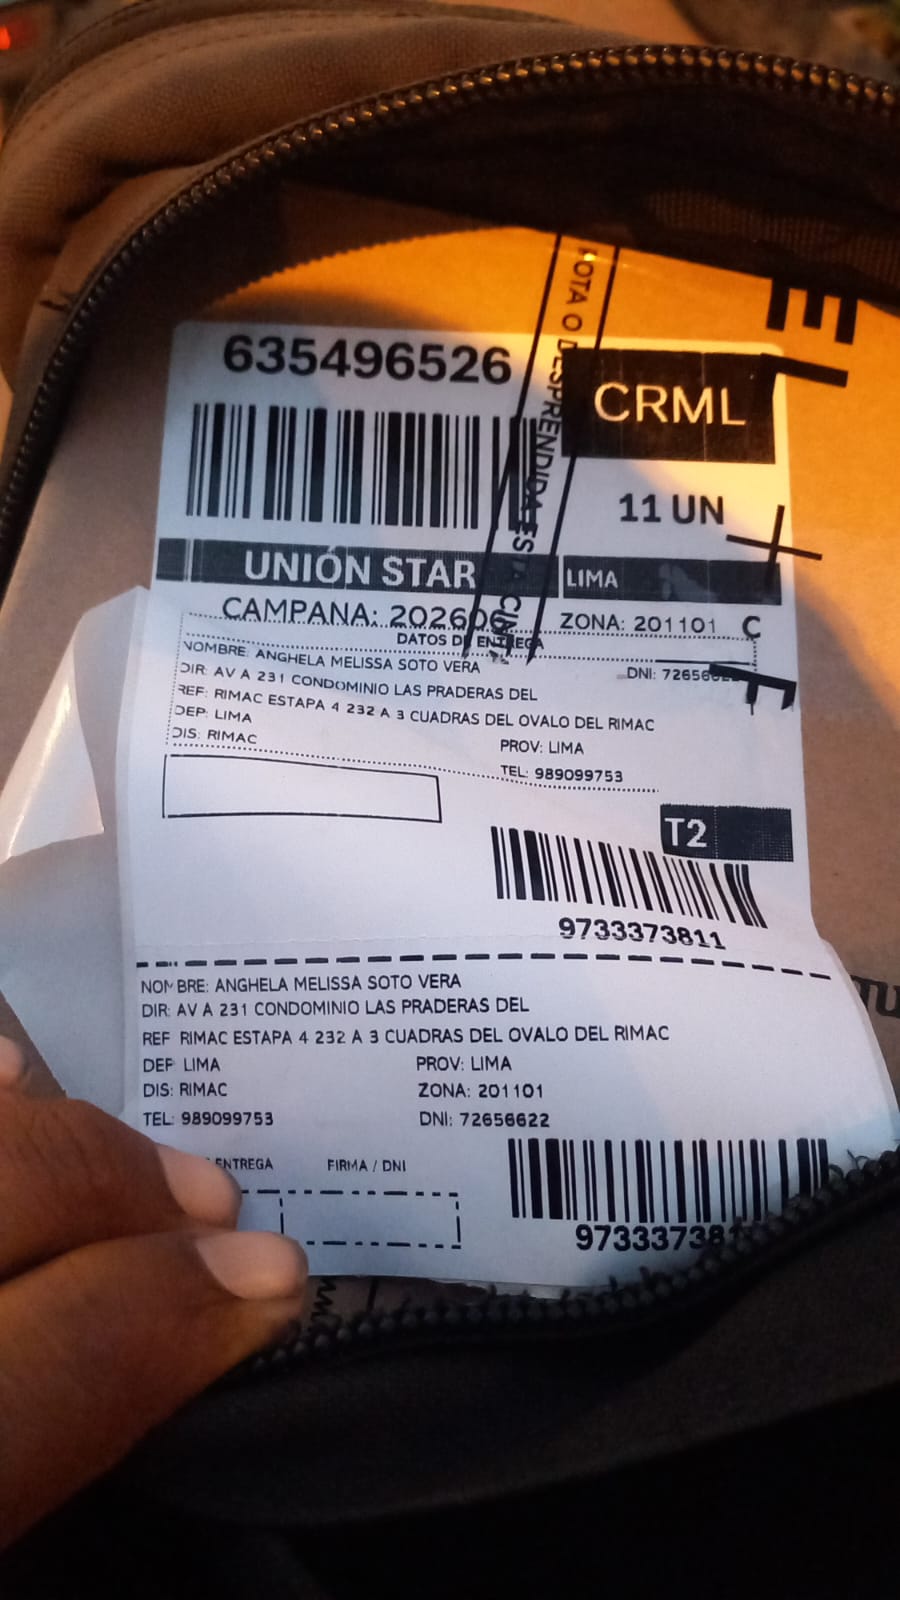 635496526
CRML
11 UN
UNIÓN STAR
LIMA
CAMPANA:
ZONA: 201101 C
DATOS DE ENTREGA
NOMBRE: ANGHELA MELISSA SOTO VERA
DNI:
DIR: AV A 231 CONDOMINIO LAS PRADERAS DEL
REF: RIMAC ESTAPA 4 232 A 3 CUADRAS DEL OVALO DEL RIMAC
DEP: LIMA
PROV: LIMA
DIS: RIMAC
TEL: 989099753
T2
9733373811
NOMBRE: ANGHELA MELISSA SOTO VERA
DIR: AV A 231 CONDOMINIO LAS PRADERAS DEL
REF RIMAC ESTAPA 4 232 A 3 CUADRAS DEL OVALO DEL RIMAC
DEP LIMA
PROV: LIMA
DIS: RIMAC
ZONA: 201101
TEL: 989099753
DNI: 72656622
ENTREGA
FIRMA / DNI